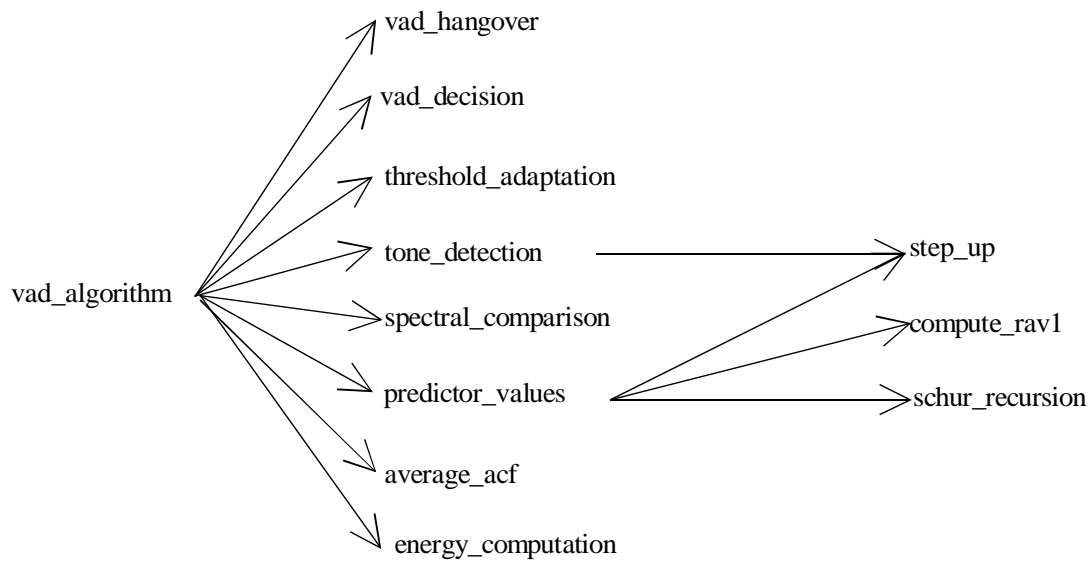 vad_hangover
vad_decision
threshold_adaptation
tone_detection
step_up
vad_algorithm
spectral_comparison
compute_rav1
predictor_values
schur_recursion
average_acf
energy_computation